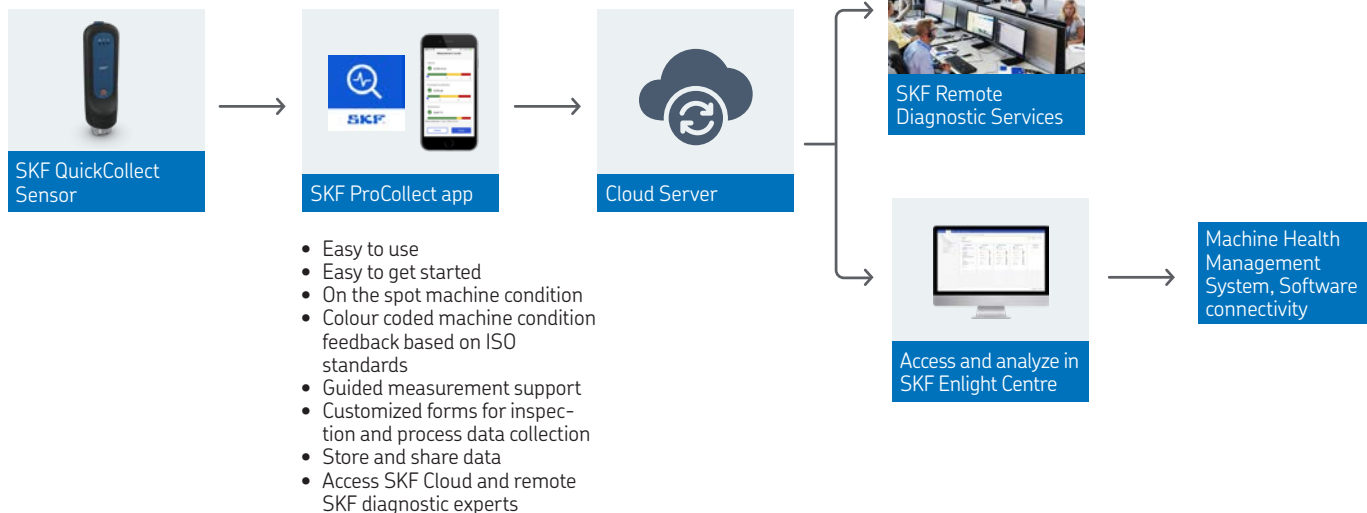 SKF QuickCollect
Sensor
SKF
SKF ProCollect app
• Easy to use
• Easy to get started
• On the spot machine condition
• Colour coded machine condition
feedback based on ISO
standards
• Guided measurement support
• Customized forms for inspec-
tion and process data collection
• Store and share data
• Access SKF Cloud and remote
SKF diagnostic experts
Cloud Server
SKF Remote
Diagnostic Services
Access and analyze in
SKF Enlight Centre
Machine Health
Management
System, Software
connectivity